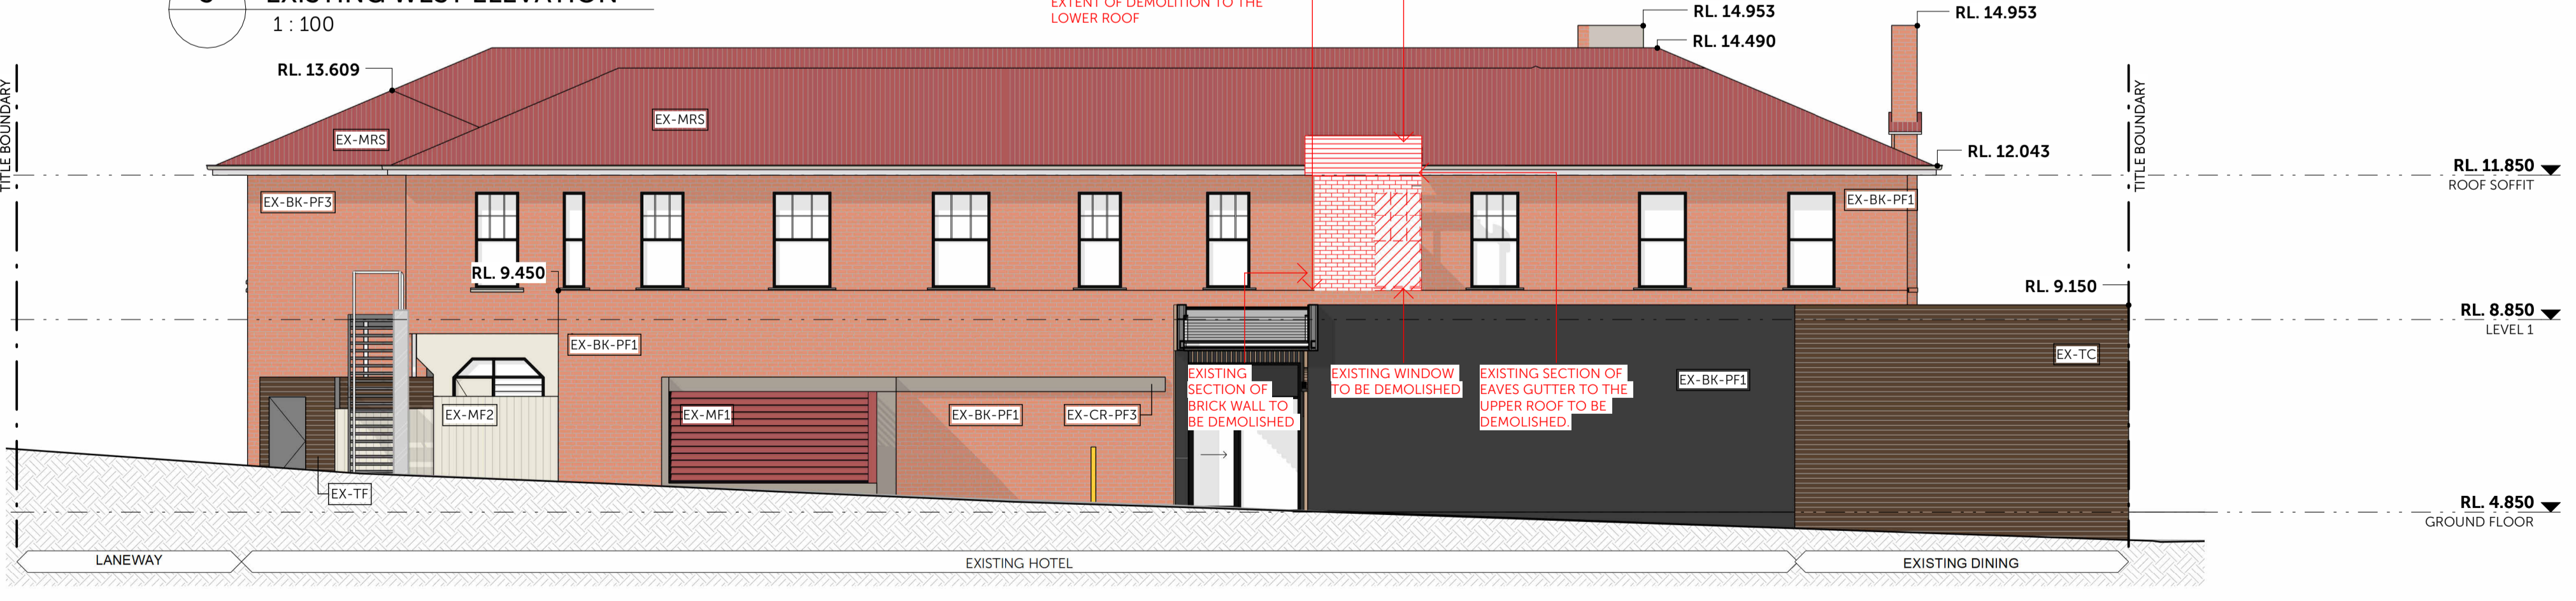 EXISTING WEST ELEVATION
1 : 100
EXTENT OF DEMOLITION TO THE
LOWER ROOF
RL. 14.953
RL. 14.490
RL. 14.953
RL. 13.609
TITLE BOUNDARY
TITLE BOUNDARY
EX-MRS
EX-MRS
RL. 12.043
RL. 11.850
ROOF SOFFIT
EX-BK-PF3
EX-BK-PF1
RL. 9.450
RL. 9.150
RL. 8.850
LEVEL 1
EX-BK-PF1
EX-TC
EXISTING
SECTION OF
BRICK WALL TO
BE DEMOLISHED
EXISTING WINDOW
TO BE DEMOLISHED
EXISTING SECTION OF
EAVES GUTTER TO THE
UPPER ROOF TO BE
DEMOLISHED.
EX-BK-PF1
EX-MF2
EX-MF1
EX-BK-PF1
EX-CR-PF3
EX-TF
RL. 4.850
GROUND FLOOR
LANEWAY
EXISTING HOTEL
EXISTING DINING